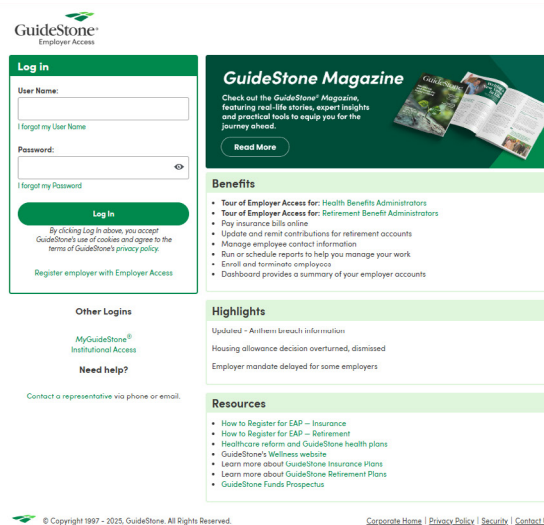 GuideStone®
Employer Access
Log in
User Name:
I forgot my User Name
Password:
I forgot my Password
Log In
By clicking Log In above, you accept
GuideStone's use of cookies and agree to the
terms of GuideStone's privacy policy.
Register employer with Employer Access
Other Logins
MyGuideStone®
Institutional Access
Need help?
Contact a representative via phone or email.
GuideStone Magazine
Check out the GuideStone® Magazine,
featuring real-life stories, expert insights
and practical tools to equip you for the
journey ahead.
Read More
GuideStone
Benefits
• Tour of Employer Access for: Health Benefits Administrators
• Tour of Employer Access for: Retirement Benefit Administrators
• Pay insurance bills online
• Update and remit contributions for retirement accounts
• Manage employee contact information
• Run or schedule reports to help you manage your work
• Enroll and terminate employees
• Dashboard provides a summary of your employer accounts
Highlights
Updated - Anthem breach information
Housing allowance decision overturned, dismissed
Employer mandate delayed for some employers
Resources
• How to Register for EAP – Insurance
• How to Register for EAP – Retirement
• Healthcare reform and GuideStone health plans
• GuideStone's Wellness website
• Learn more about GuideStone Insurance Plans
• Learn more about GuideStone Retirement Plans
• GuideStone Funds Prospectus
© Copyright 1997 - 2025, GuideStone. All Rights Reserved.
Corporate Home | Privacy Policy | Security | Contact